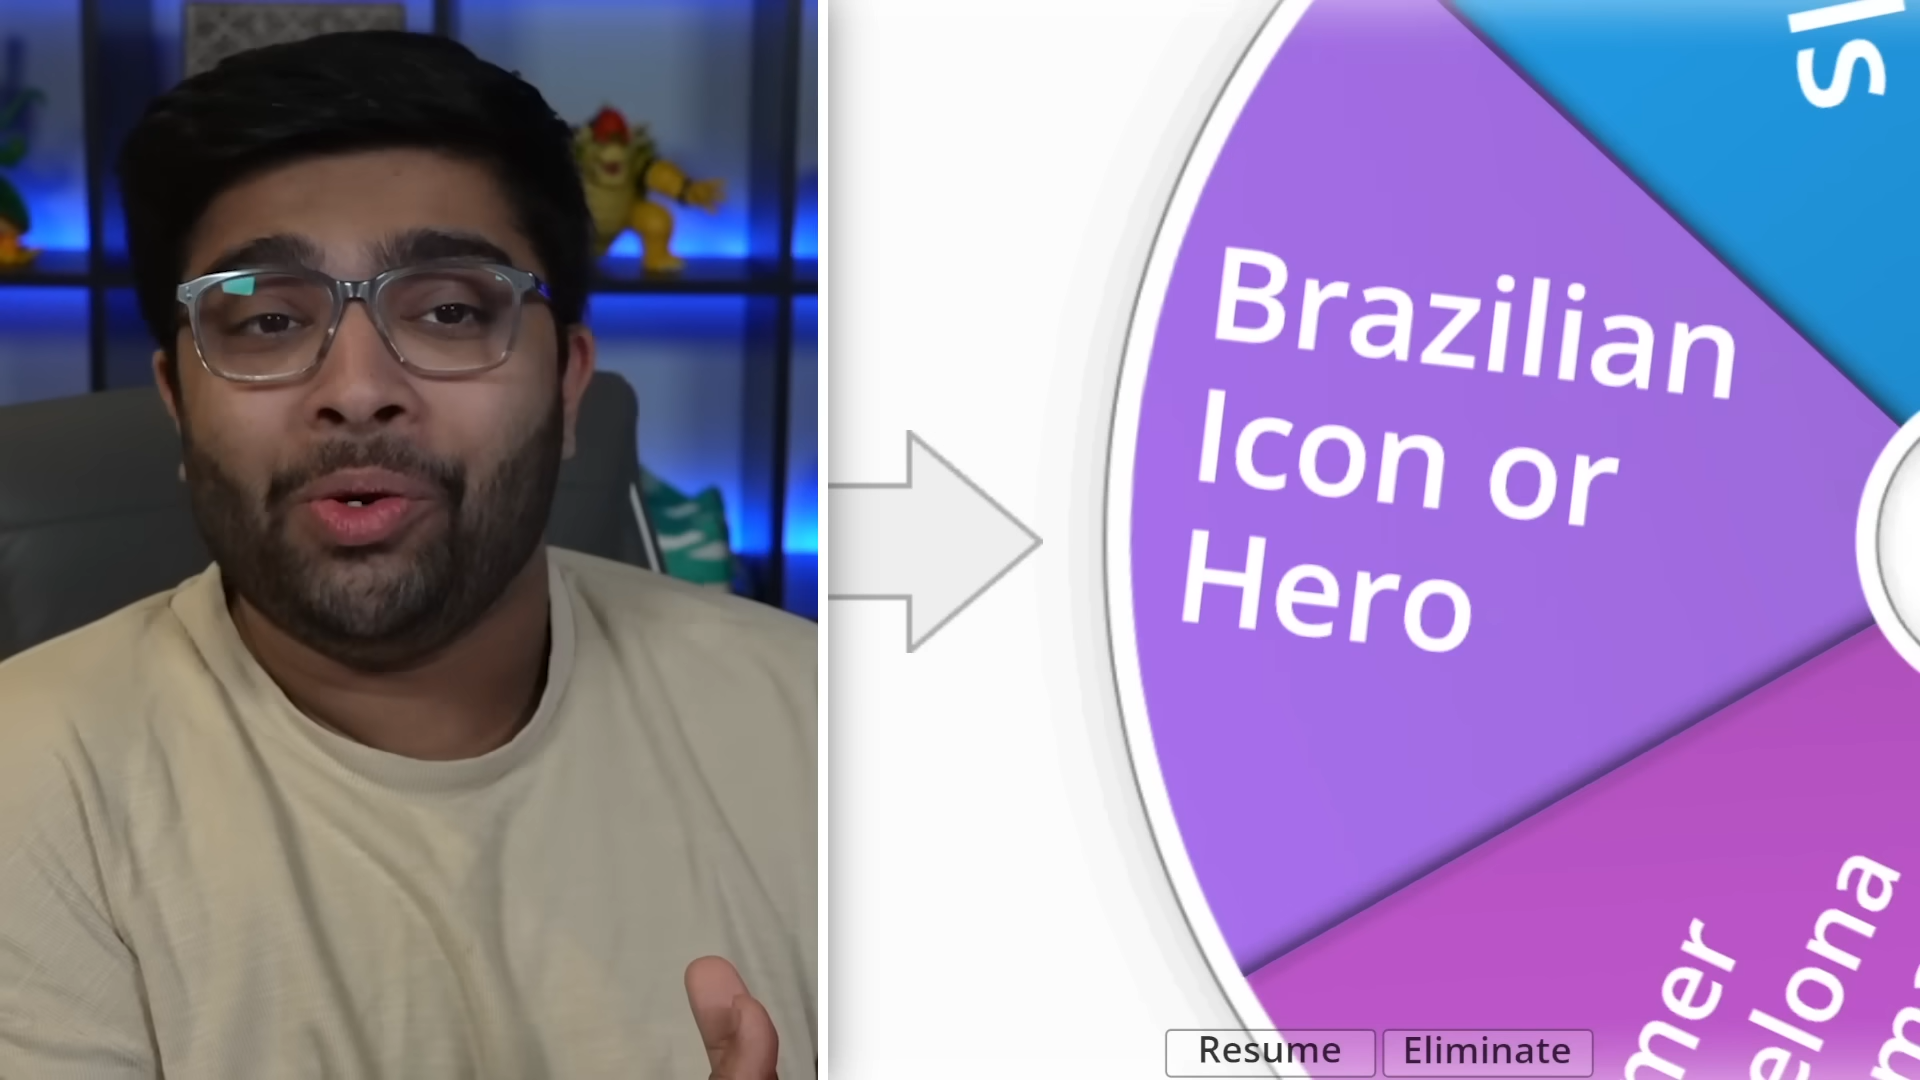 Brazilian
Icon or
Hero
Resume
Eliminate